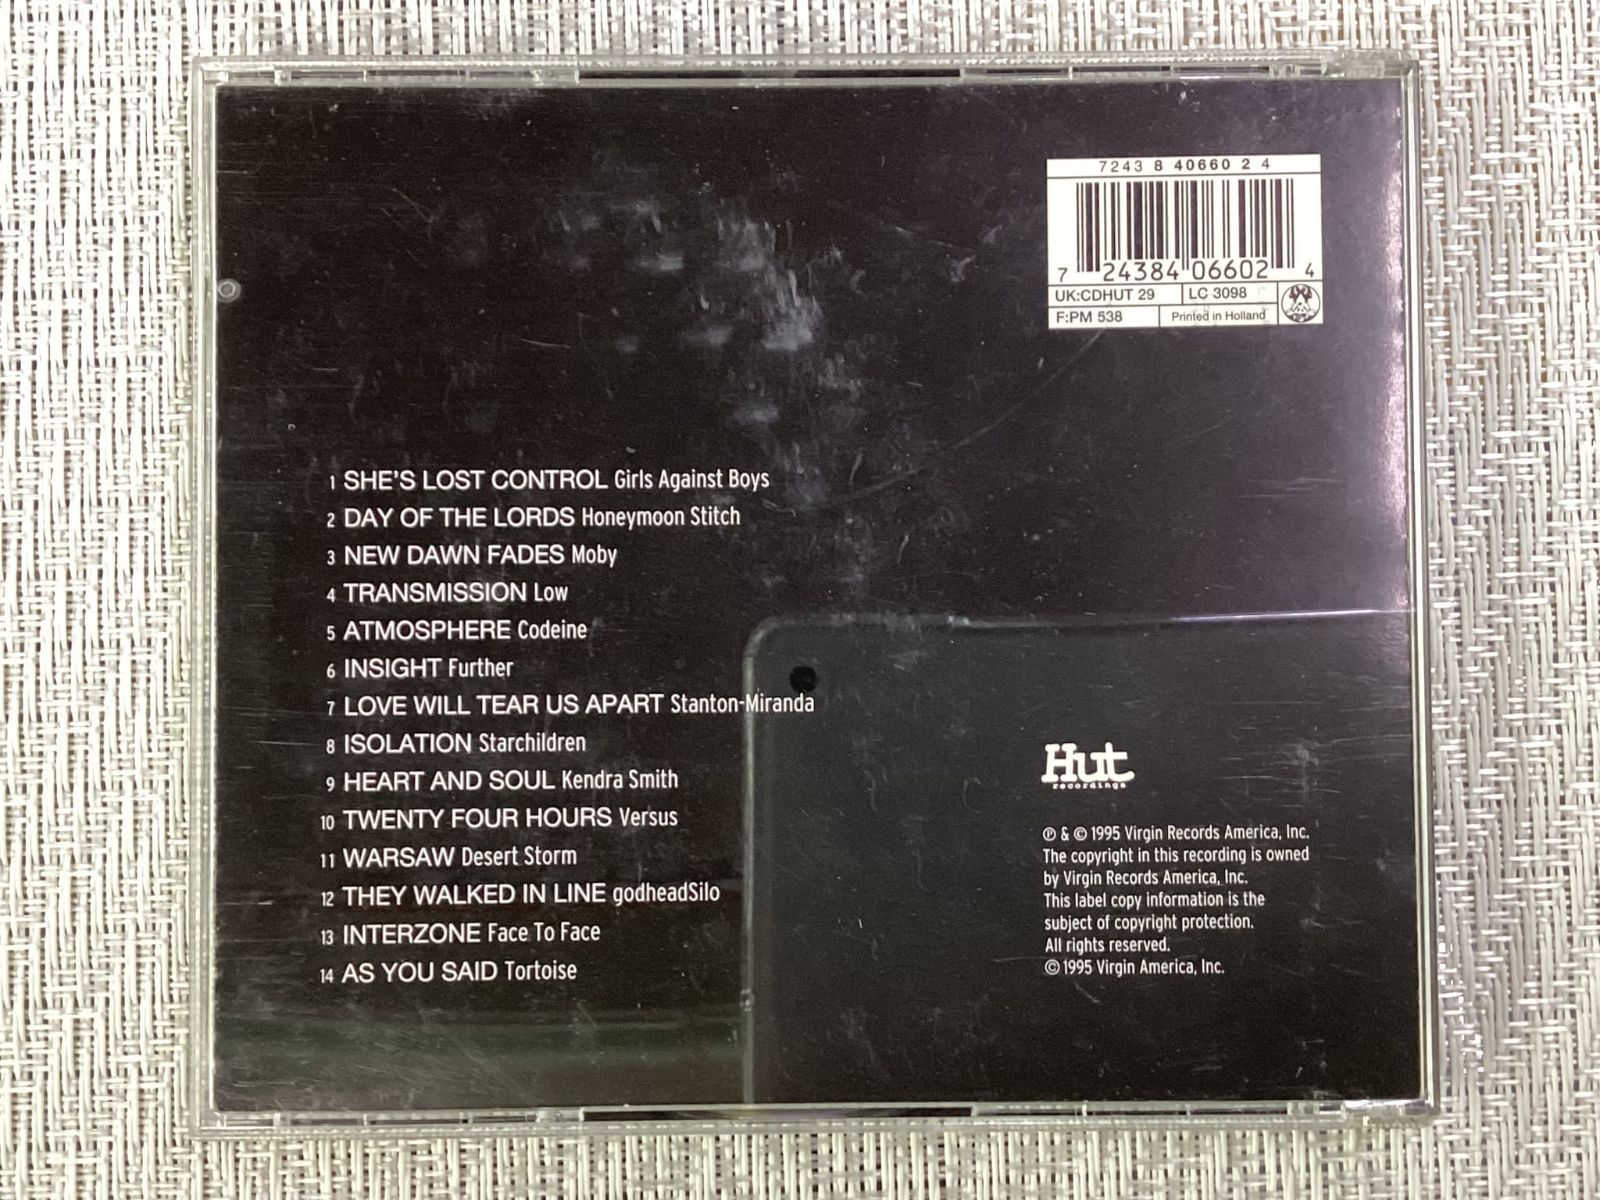 7243 8 40660 2 4
7 24384 06602 4
UK:CDHUT 29 LC 3098
F:PM 538 Printed in Holland
1 SHE'S LOST CONTROL Girls Against Boys
2 DAY OF THE LORDS Honeymoon Stitch
3 NEW DAWN FADES Moby
4 TRANSMISSION Low
5 ATMOSPHERE Codeine
6 INSIGHT Further
7 LOVE WILL TEAR US APART Stanton-Miranda
8 ISOLATION Starchildren
9 HEART AND SOUL Kendra Smith
10 TWENTY FOUR HOURS Versus
11 WARSAW Desert Storm
12 THEY WALKED IN LINE godheadSilo
13 INTERZONE Face To Face
14 AS YOU SAID Tortoise
Hut
recordings
℗ & © 1995 Virgin Records America, Inc.
The copyright in this recording is owned
by Virgin Records America, Inc.
This label copy information is the
subject of copyright protection.
All rights reserved.
© 1995 Virgin America, Inc.